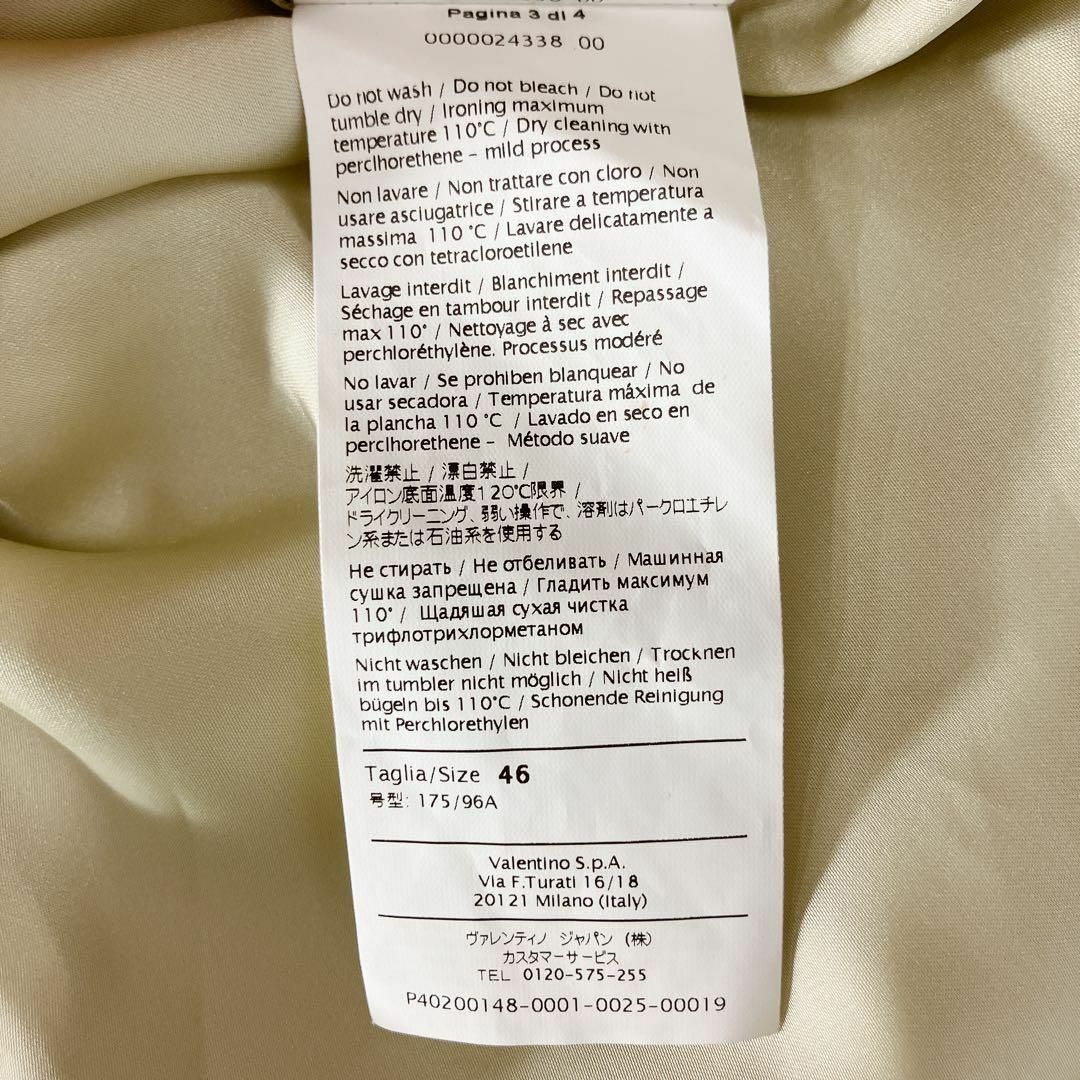 Pagina 3 di 4
0000024338 00
Do not wash / Do not bleach / Do not
tumble dry / Ironing maximum
temperature 110°C / Dry cleaning with
perclhorethene - mild process
Non lavare / Non trattare con cloro / Non
usare asciugatrice / Stirare a temperatura
massima 110 °C / Lavare delicatamente a
secco con tetracloroetilene
Lavage interdit / Blanchiment interdit /
Séchage en tambour interdit / Repassage
max 110° / Nettoyage à sec avec
perchloréthylène. Processus modéré
No lavar / Se prohiben blanquear / No
usar secadora / Temperatura máxima de
la plancha 110 °C / Lavado en seco en
perclhorethene - Método suave
洗濯禁止 / 漂白禁止 /
アイロン底面温度120℃限界 /
ドライクリーニング、弱い操作で、溶剤はパークロエチレ
ン系または石油系を使用する
Не стирать / Не отбеливать / Машинная
сушка запрещена / Гладить максимум
110° / Щадяшая сухая чистка
трифлотрихлорметаном
Nicht waschen / Nicht bleichen / Trocknen
im tumbler nicht möglich / Nicht heiß
bügeln bis 110°C / Schonende Reinigung
mit Perchlorethylen
Taglia/Size 46
号型: 175/96A
Valentino S.p.A.
Via F.Turati 16/18
20121 Milano (Italy)
ヴァレンティノ ジャパン (株)
カスタマーサービス
TEL 0120-575-255
P40200148-0001-0025-00019